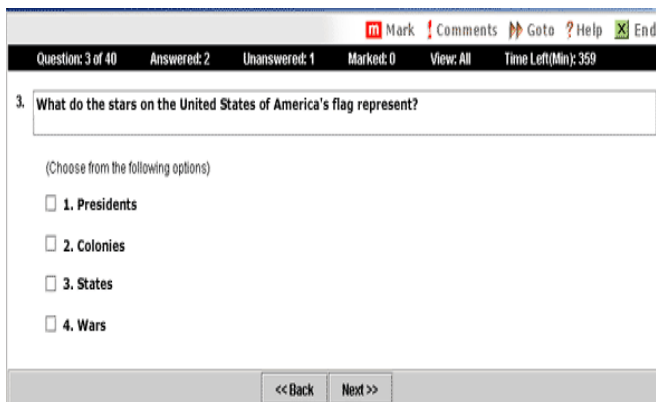 m Mark ! Comments Goto ? Help X End
Question: 3 of 40 Answered: 2 Unanswered: 1 Marked: 0 View: All Time Left(Min): 359
3. What do the stars on the United States of America's flag represent?
(Choose from the following options)
1. Presidents
2. Colonies
3. States
4. Wars
<< Back Next >>